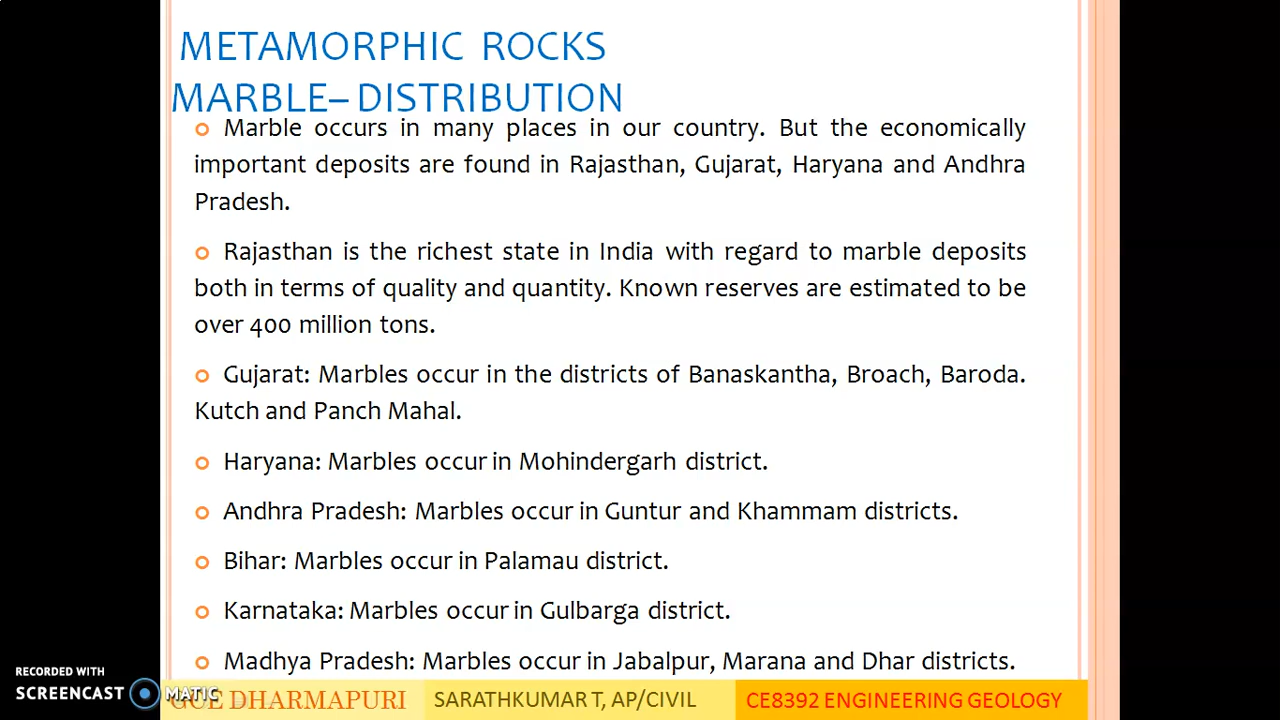 METAMORPHIC ROCKS
MARBLE– DISTRIBUTION
Marble occurs in many places in our country. But the economically
important deposits are found in Rajasthan, Gujarat, Haryana and Andhra
Pradesh.
Rajasthan is the richest state in India with regard to marble deposits
both in terms of quality and quantity. Known reserves are estimated to be
over 400 million tons.
Gujarat: Marbles occur in the districts of Banaskantha, Broach, Baroda.
Kutch and Panch Mahal.
Haryana: Marbles occur in Mohindergarh district.
Andhra Pradesh: Marbles occur in Guntur and Khammam districts.
Bihar: Marbles occur in Palamau district.
Karnataka: Marbles occur in Gulbarga district.
Madhya Pradesh: Marbles occur in Jabalpur, Marana and Dhar districts.
RECORDED WITH
SCREENCAST MATIC
GCE DHARMAPURI SARATHKUMAR T, AP/CIVIL CE8392 ENGINEERING GEOLOGY